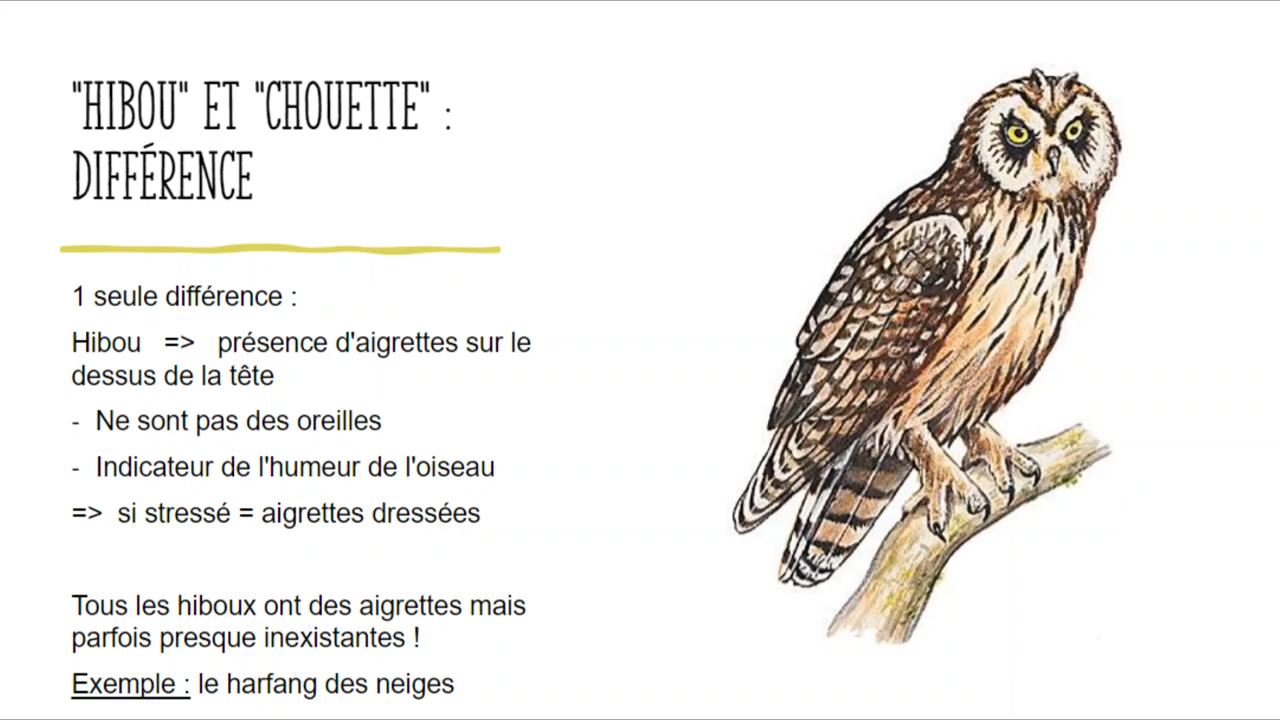 "HIBOU" ET "CHOUETTE" :
DIFFÉRENCE
1 seule différence :
Hibou => présence d'aigrettes sur le
dessus de la tête
- Ne sont pas des oreilles
- Indicateur de l'humeur de l'oiseau
=> si stressé = aigrettes dressées
Tous les hiboux ont des aigrettes mais
parfois presque inexistantes !
Exemple : le harfang des neiges